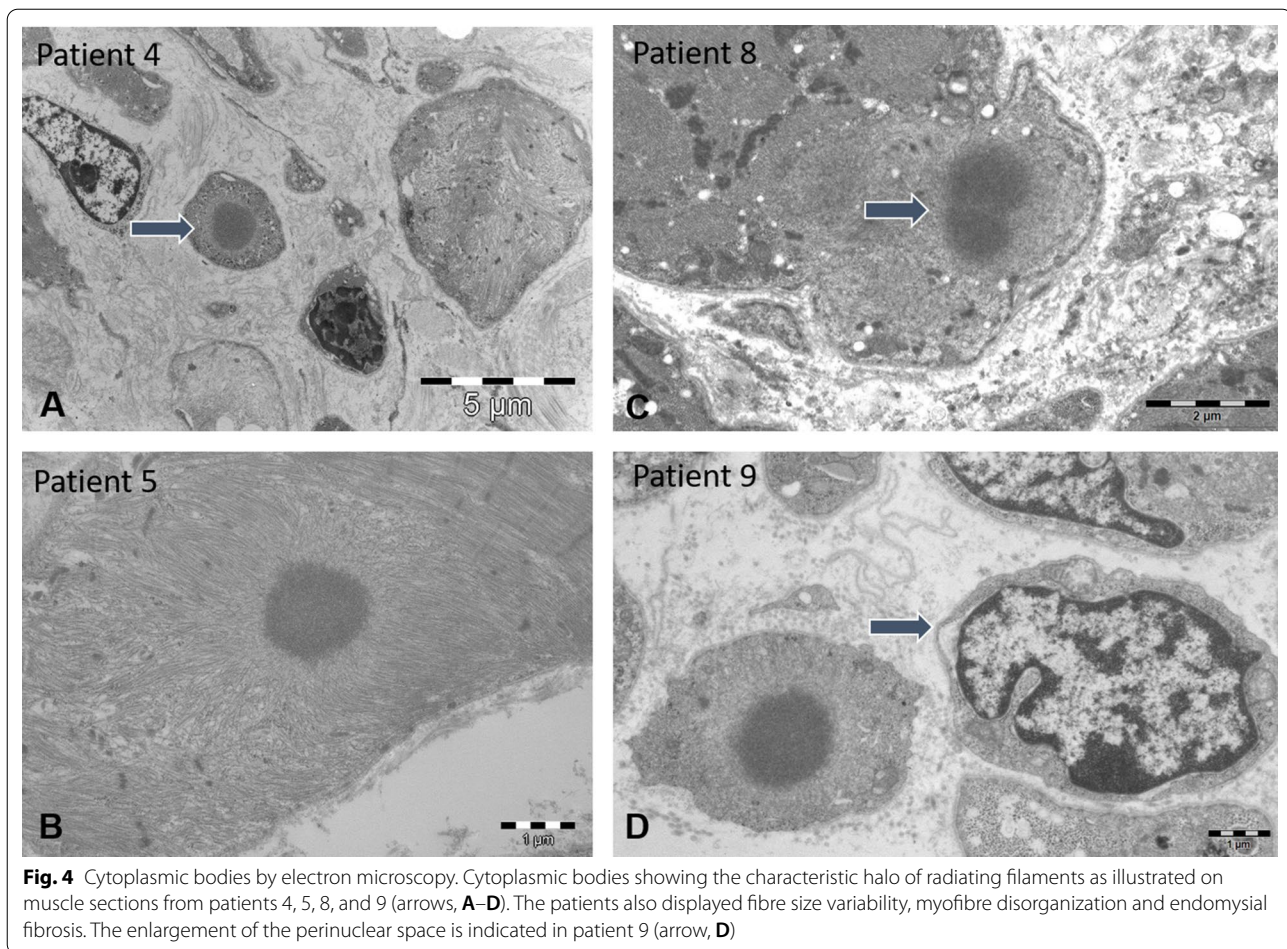 Patient 4
A
5 µm
Patient 8
C
2 µm
Patient 5
B
1 µm
Patient 9
D
1 µm
Fig. 4 Cytoplasmic bodies by electron microscopy. Cytoplasmic bodies showing the characteristic halo of radiating filaments as illustrated on
muscle sections from patients 4, 5, 8, and 9 (arrows, A–D). The patients also displayed fibre size variability, myofibre disorganization and endomysial
fibrosis. The enlargement of the perinuclear space is indicated in patient 9 (arrow, D)